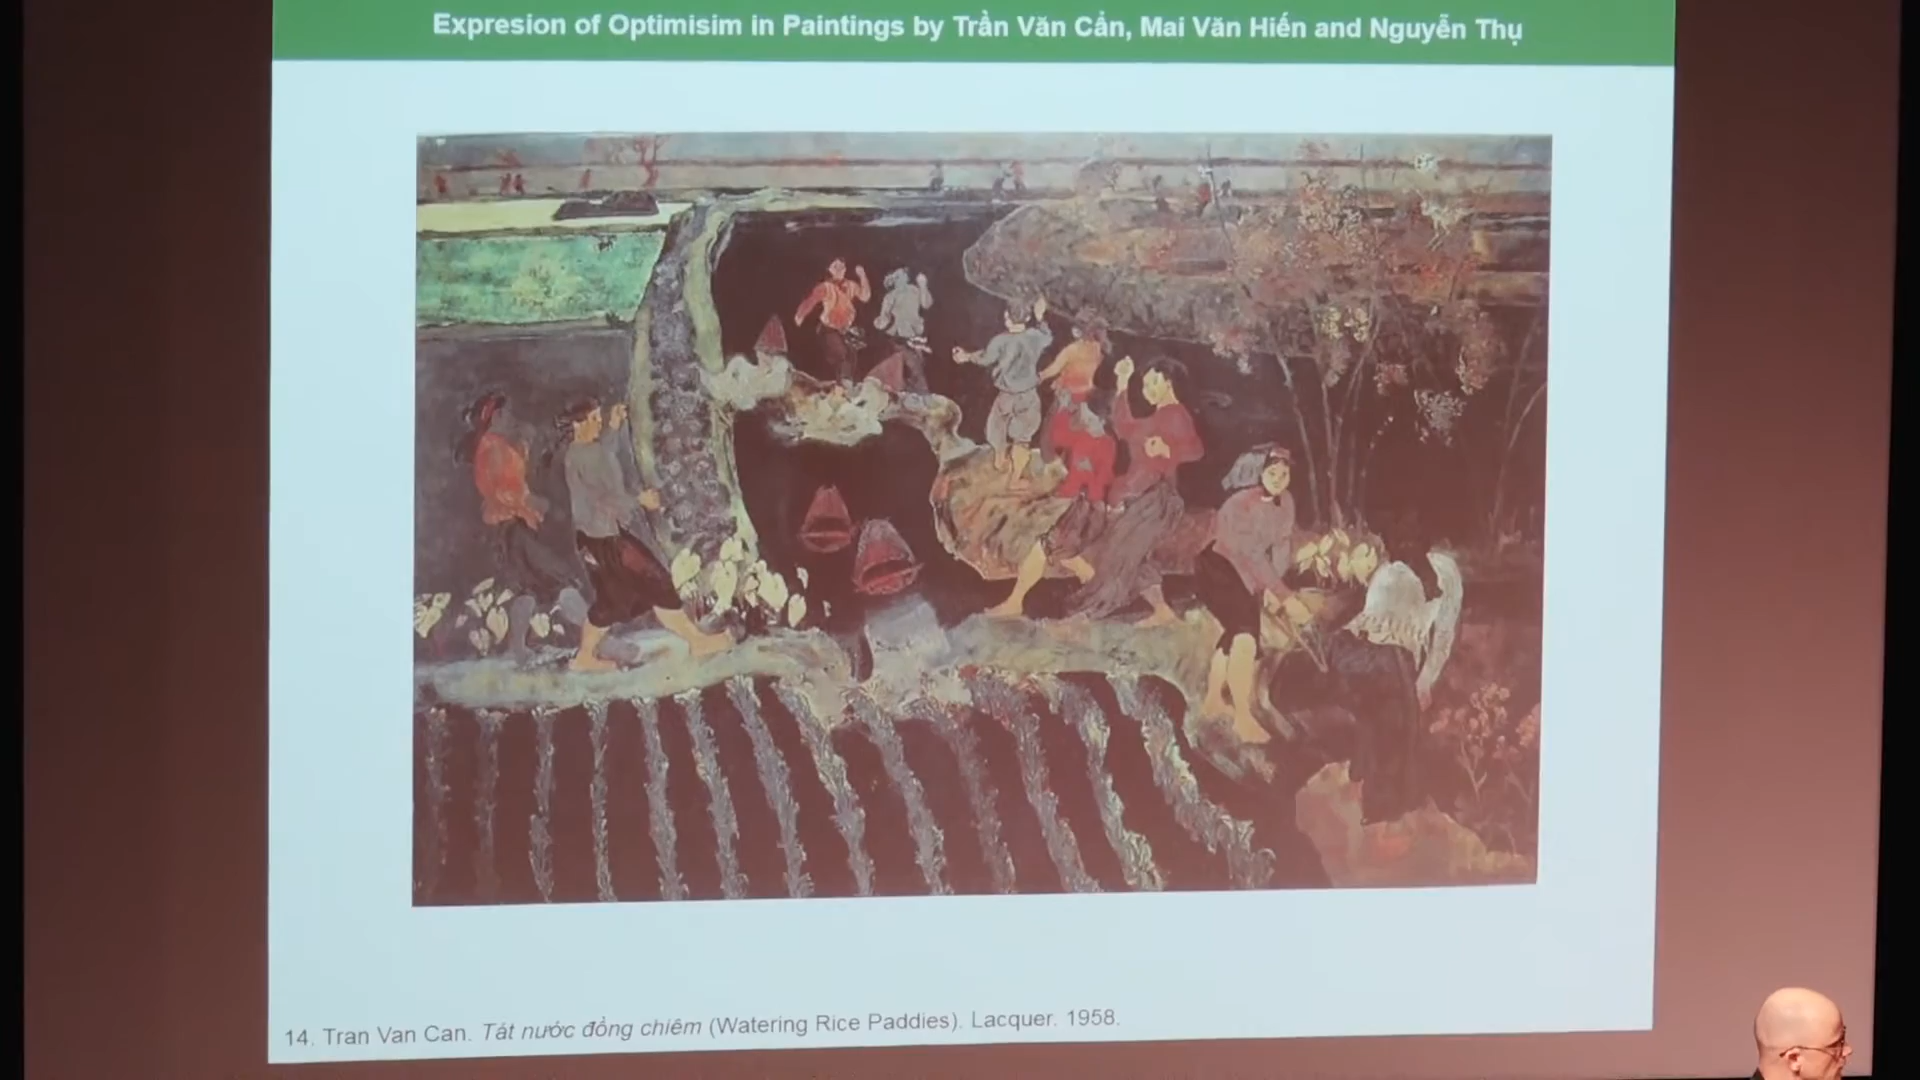 Expresion of Optimisim in Paintings by Trần Văn Cẩn, Mai Văn Hiến and Nguyễn Thụ
14. Tran Van Can. Tát nước đồng chiêm (Watering Rice Paddies). Lacquer. 1958.